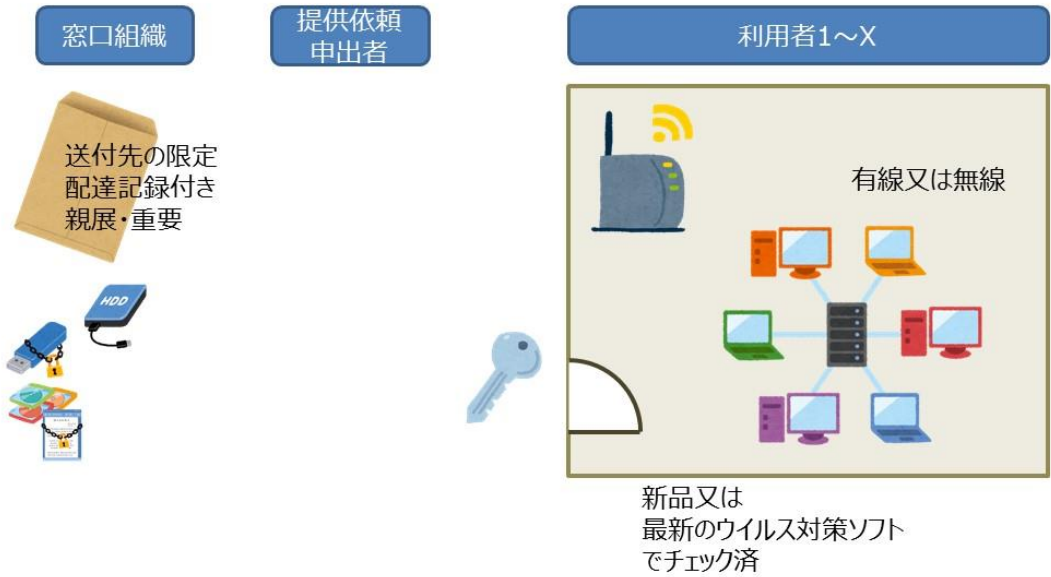 窓口組織
提供依頼
申出者
利用者1～X
送付先の限定
配達記録付き
親展・重要
HDD
有線又は無線
新品又は
最新のウイルス対策ソフト
でチェック済